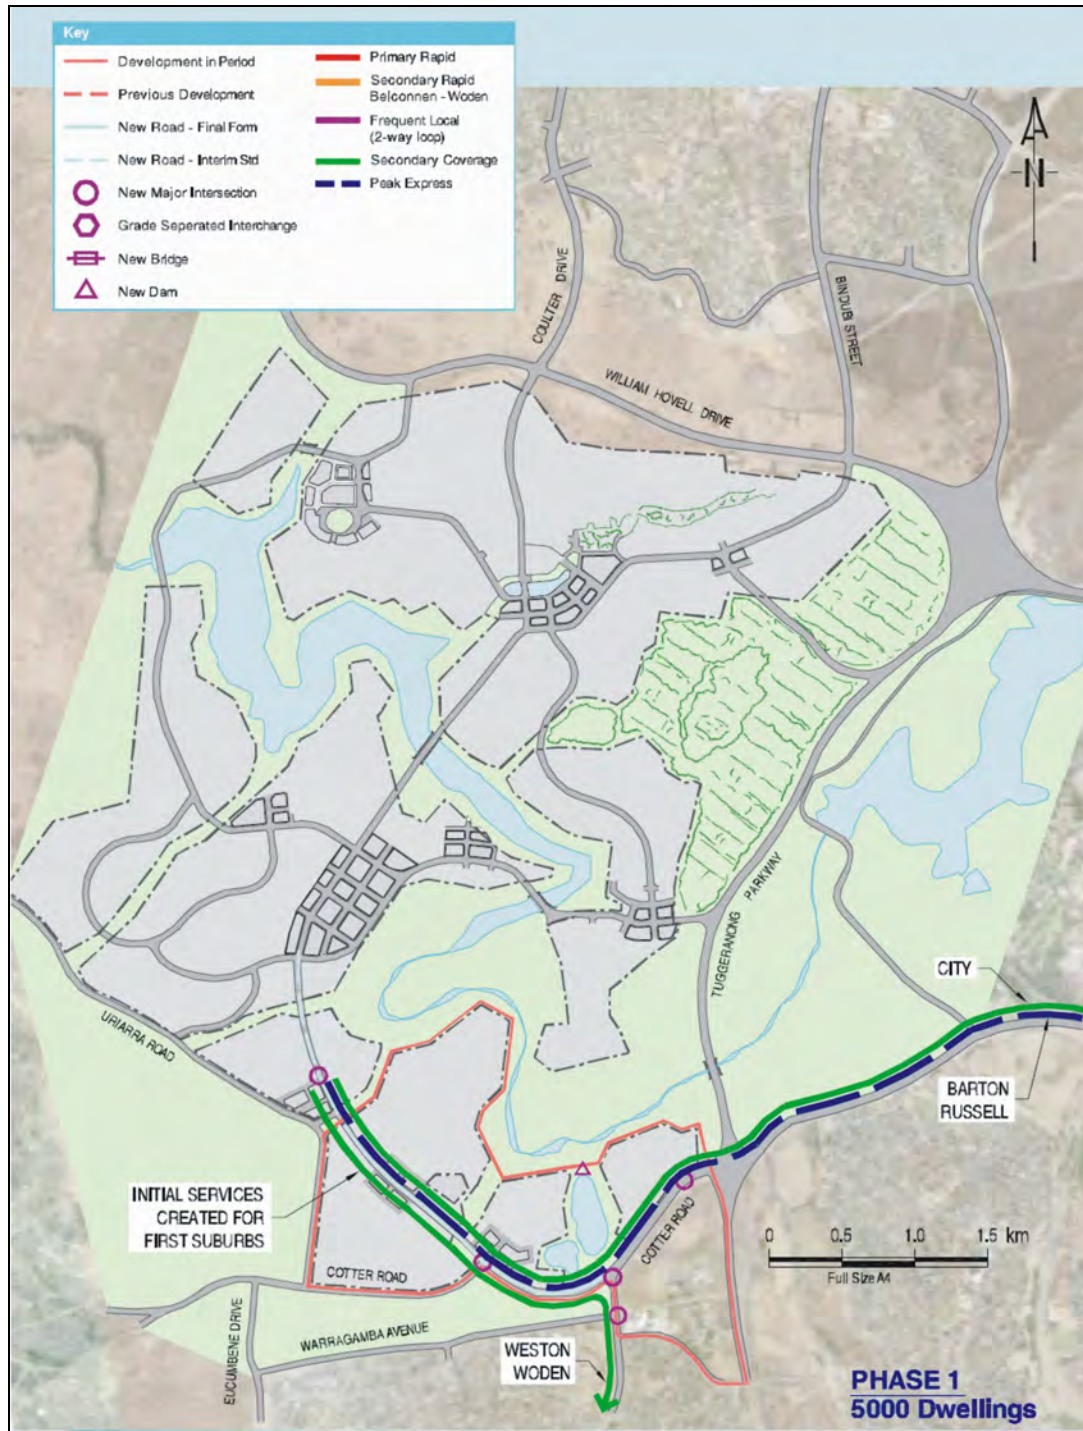 Key
Development in Period
Previous Development
New Road - Final Form
New Road - Interim Std
New Major Intersection
Grade Seperated Interchange
New Bridge
New Dam
Primary Rapid
Secondary Rapid
Belconnen - Woden
Frequent Local
(2-way loop)
Secondary Coverage
Peak Express
N
COULTER DRIVE
BINDUBI STREET
WILLIAM HOVELL DRIVE
TUGGERANONG PARKWAY
URIARRA ROAD
CITY
BARTON
RUSSELL
INITIAL SERVICES
CREATED FOR
FIRST SUBURBS
COTTER ROAD
COTTER ROAD
0 0.5 1.0 1.5 km
Full Size A4
EUCUMBENE DRIVE
WARRAGAMBA AVENUE
WESTON
WODEN
PHASE 1
5000 Dwellings